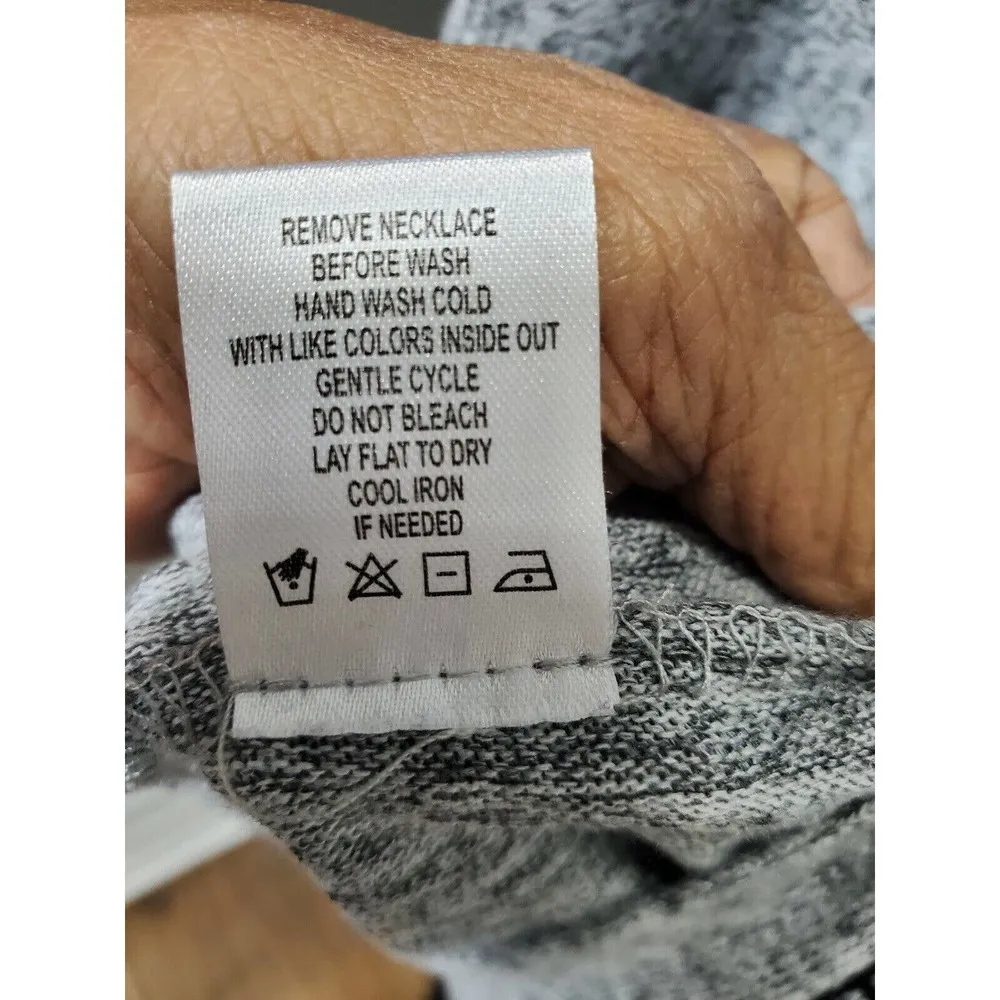 REMOVE NECKLACE
BEFORE WASH
HAND WASH COLD
WITH LIKE COLORS INSIDE OUT
GENTLE CYCLE
DO NOT BLEACH
LAY FLAT TO DRY
COOL IRON
IF NEEDED